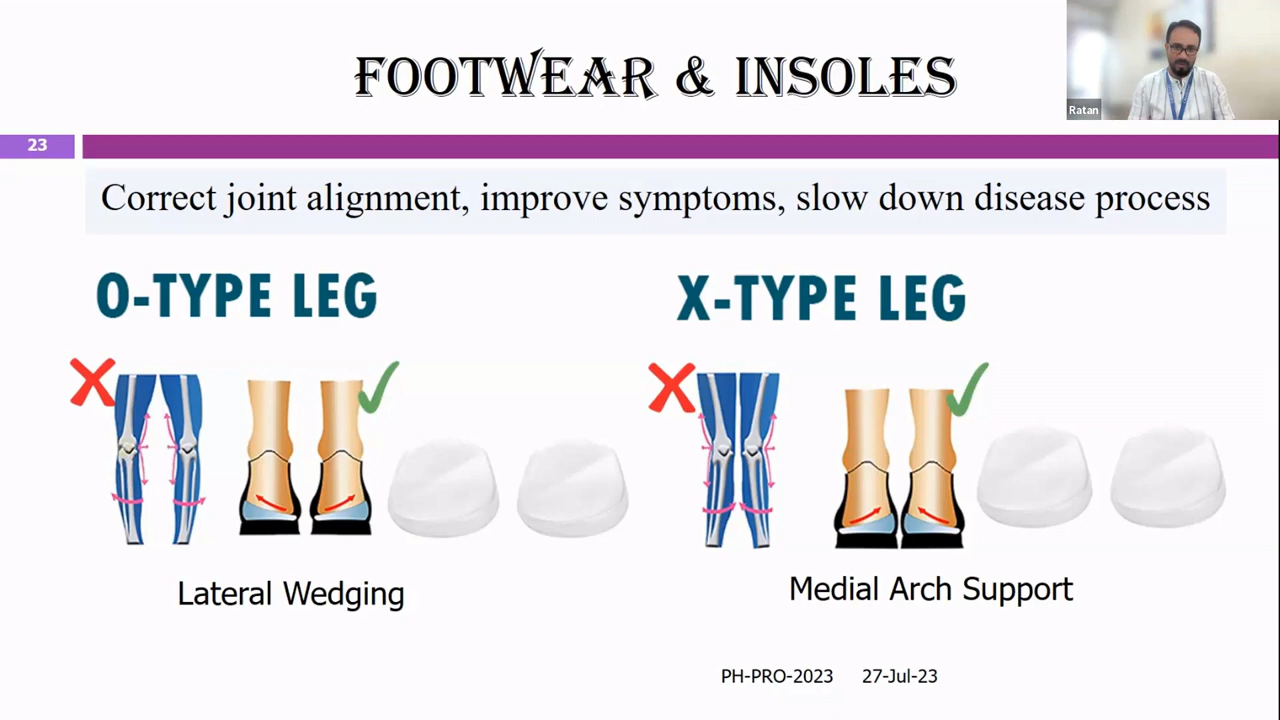 FOOTWEAR & INSOLES
Ratan
23
Correct joint alignment, improve symptoms, slow down disease process
O-TYPE LEG
X-TYPE LEG
Lateral Wedging
Medial Arch Support
PH-PRO-2023 27-Jul-23